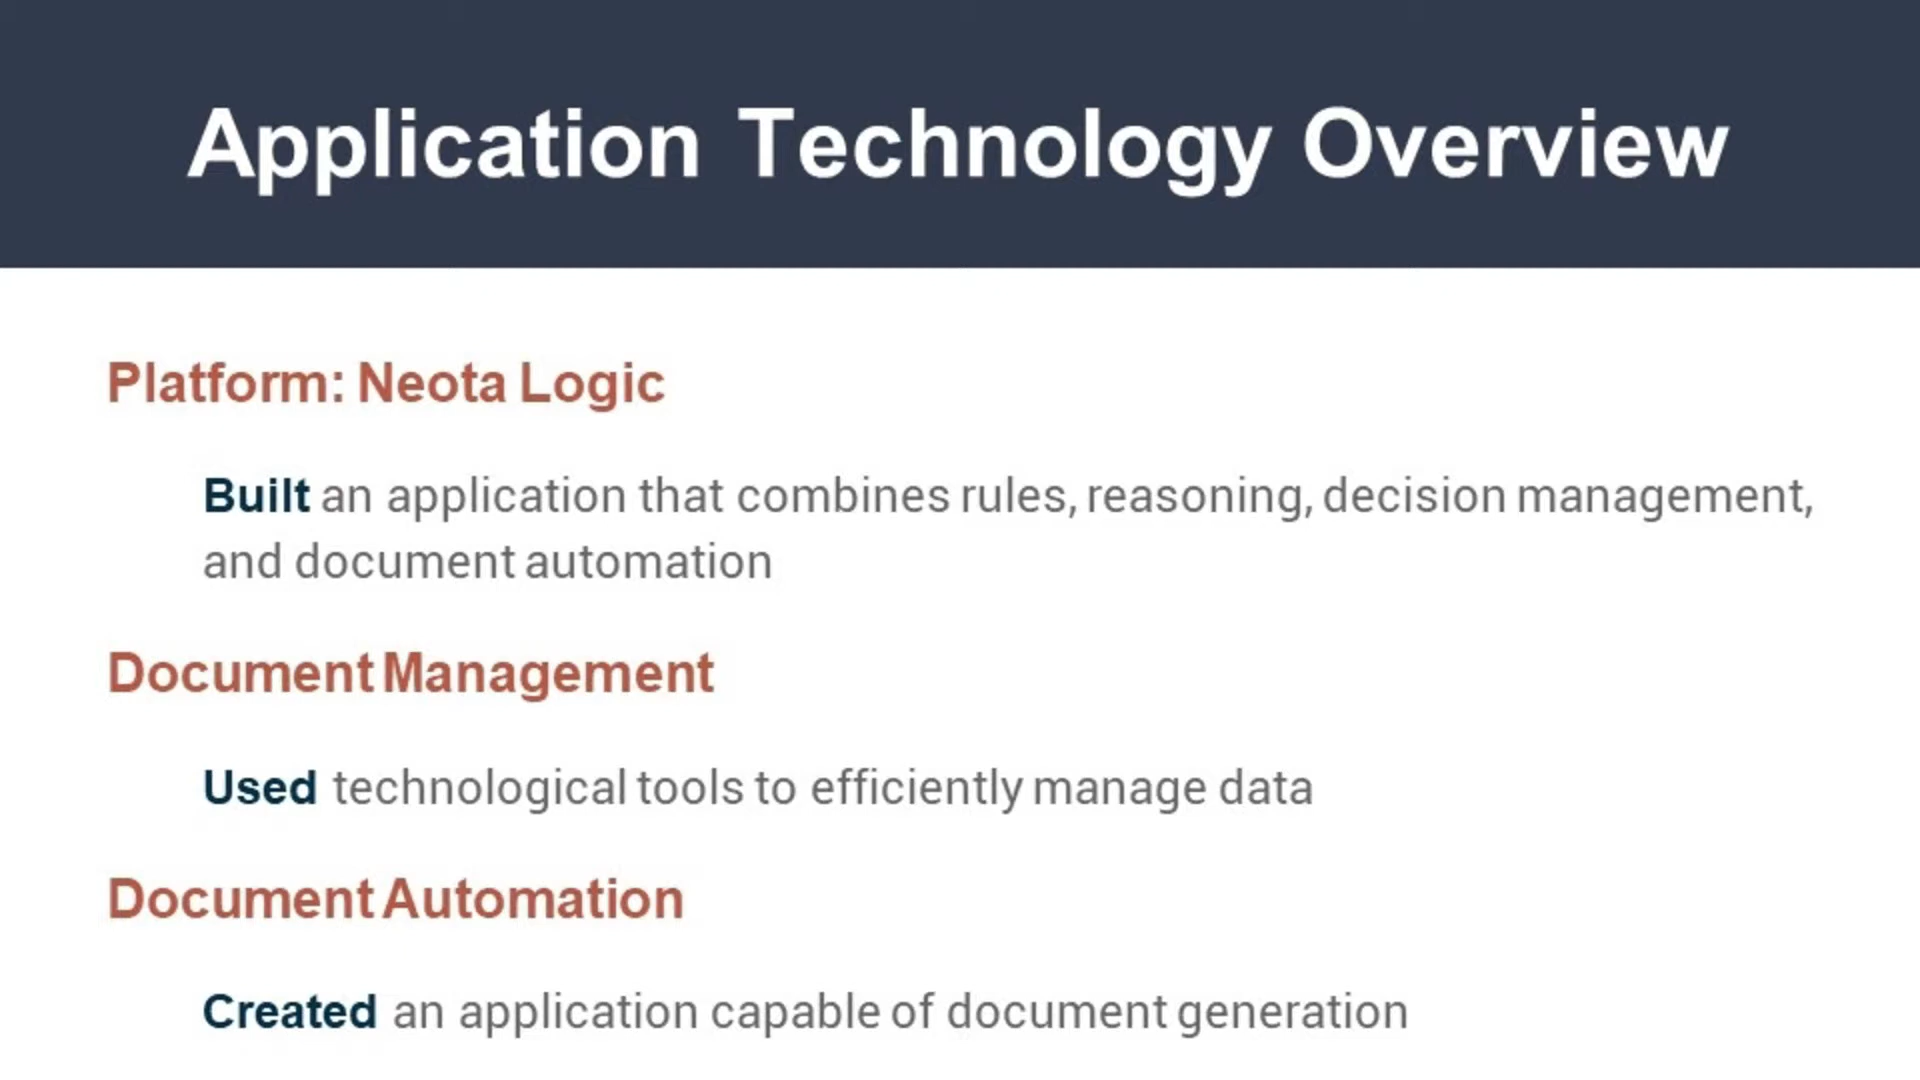 Application Technology Overview
Platform: Neota Logic
Built an application that combines rules, reasoning, decision management,
and document automation
Document Management
Used technological tools to efficiently manage data
Document Automation
Created an application capable of document generation